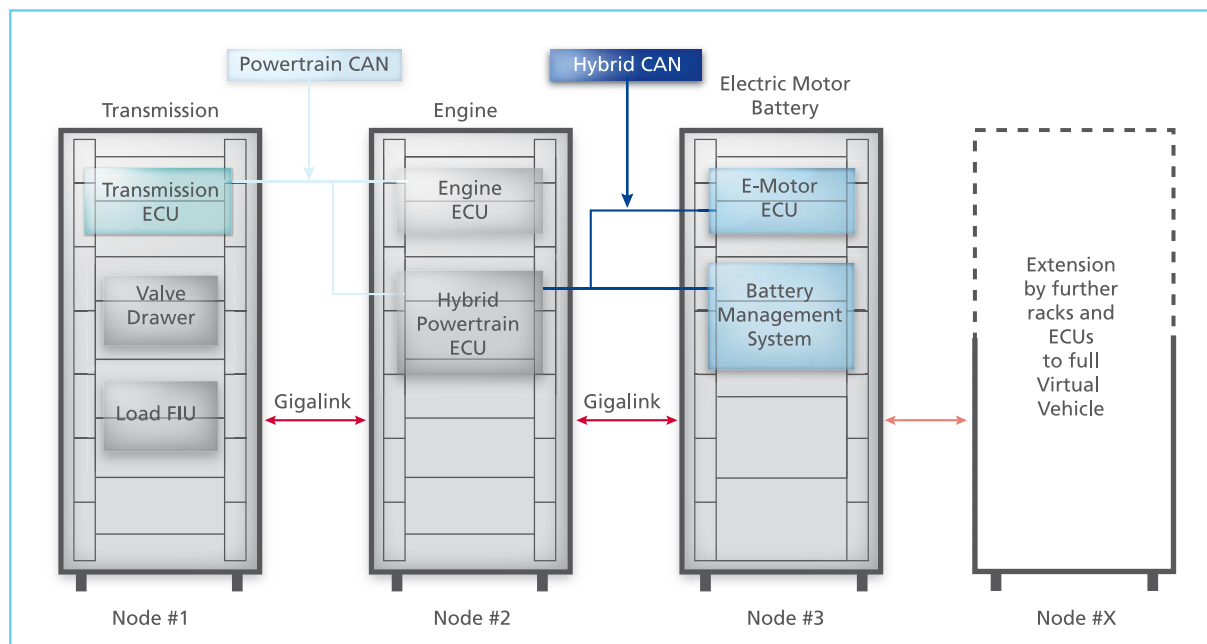 Powertrain CAN
Hybrid CAN
Transmission
Engine
Electric Motor
Battery
Transmission
ECU
Valve
Drawer
Load FIU
Gigalink
Engine
ECU
Hybrid
Powertrain
ECU
Gigalink
E-Motor
ECU
Battery
Management
System
Extension
by further
racks and
ECUs
to full
Virtual
Vehicle
Node #1
Node #2
Node #3
Node #X